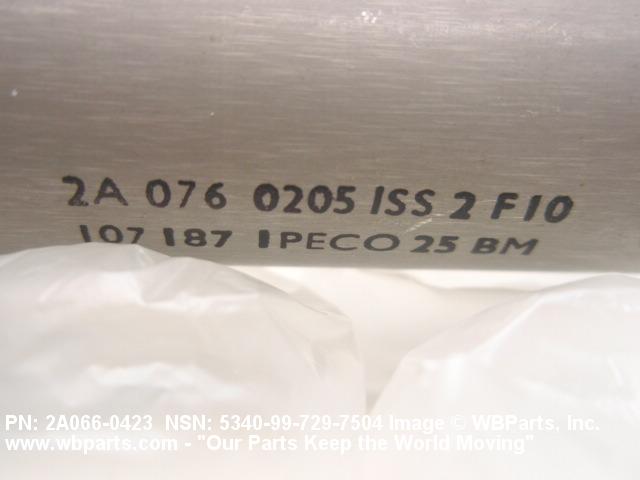 2A 076 0205 ISS 2 F10
107 187 IPECO 25 BM
PN: 2A066-0423 NSN: 5340-99-729-7504 Image © WBParts, Inc.
www.wbparts.com - "Our Parts Keep the World Moving"